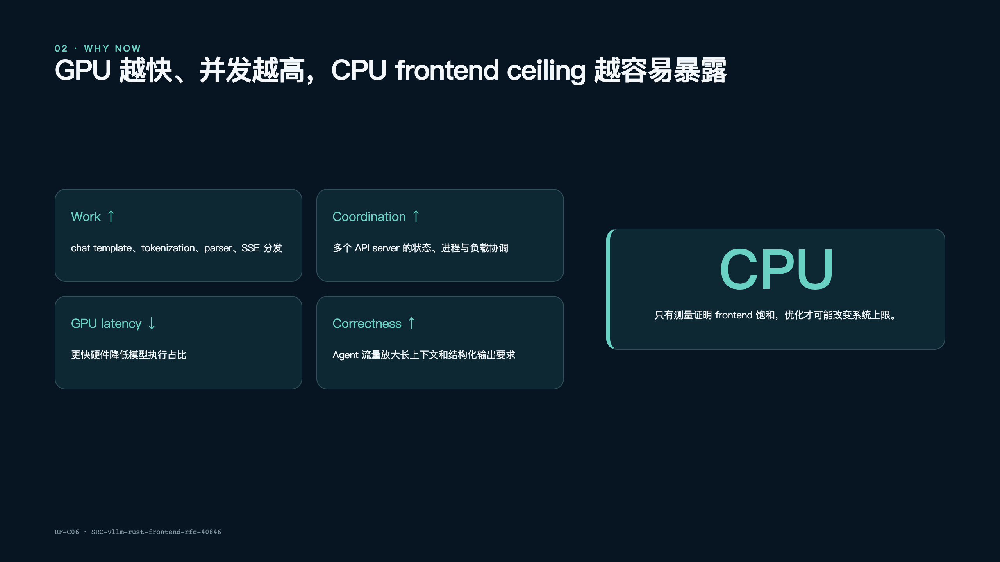 02 · WHY NOW
GPU 越快、并发越高，CPU frontend ceiling 越容易暴露
Work ↑
chat template、tokenization、parser、SSE 分发
Coordination ↑
多个 API server 的状态、进程与负载协调
GPU latency ↓
更快硬件降低模型执行占比
Correctness ↑
Agent 流量放大长上下文和结构化输出要求
CPU
只有测量证明 frontend 饱和，优化才可能改变系统上限。
RF-C06 · SRC-vllm-rust-frontend-rfc-40846